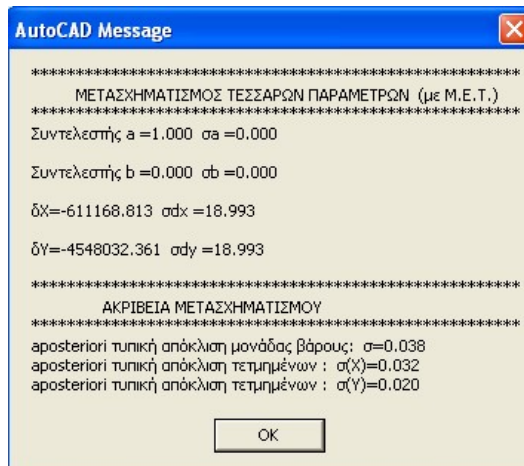 AutoCAD Message
************************************************************
ΜΕΤΑΣΧΗΜΑΤΙΣΜΟΣ ΤΕΣΣΑΡΩΝ ΠΑΡΑΜΕΤΡΩΝ (με Μ.Ε.Τ.)
************************************************************
Συντελεστής a =1.000 σa =0.000
Συντελεστής b =0.000 σb =0.000
δX=-611168.813 σdx =18.993
δY=-4548032.361 σdy =18.993
************************************************************
ΑΚΡΙΒΕΙΑ ΜΕΤΑΣΧΗΜΑΤΙΣΜΟΥ
************************************************************
aposteriori τυπική απόκλιση μονάδας βάρους: σ=0.038
aposteriori τυπική απόκλιση τετμημένων : σ(X)=0.032
aposteriori τυπική απόκλιση τετμημένων : σ(Y)=0.020
OK